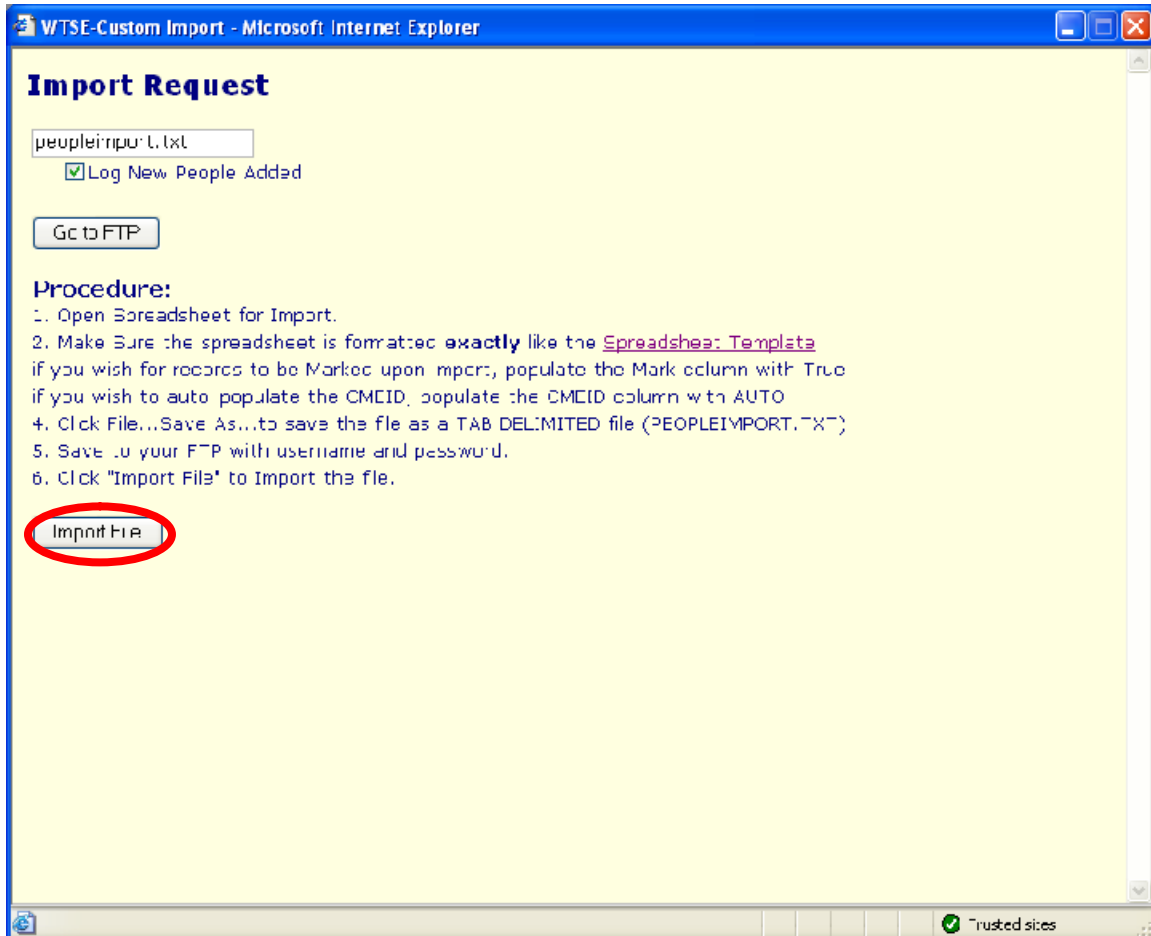 WTSE-Custom Import - Microsoft Internet Explorer
Import Request
peopleimport.txt
Log New People Added
Go to FTP
Procedure:
1. Open Spreadsheet for Import.
2. Make Sure the spreadsheet is formatted exactly like the Spreadsheet Template
if you wish for records to be Marked upon import, populate the Mark column with True
if you wish to auto populate the CMEID, populate the CMEID column with AUTO
4. Click File...Save As...to save the file as a TAB DELIMITED file (PEOPLEIMPORT.TXT)
5. Save to your FTP with username and password.
6. Click "Import File" to Import the file.
Import File
Trusted sites